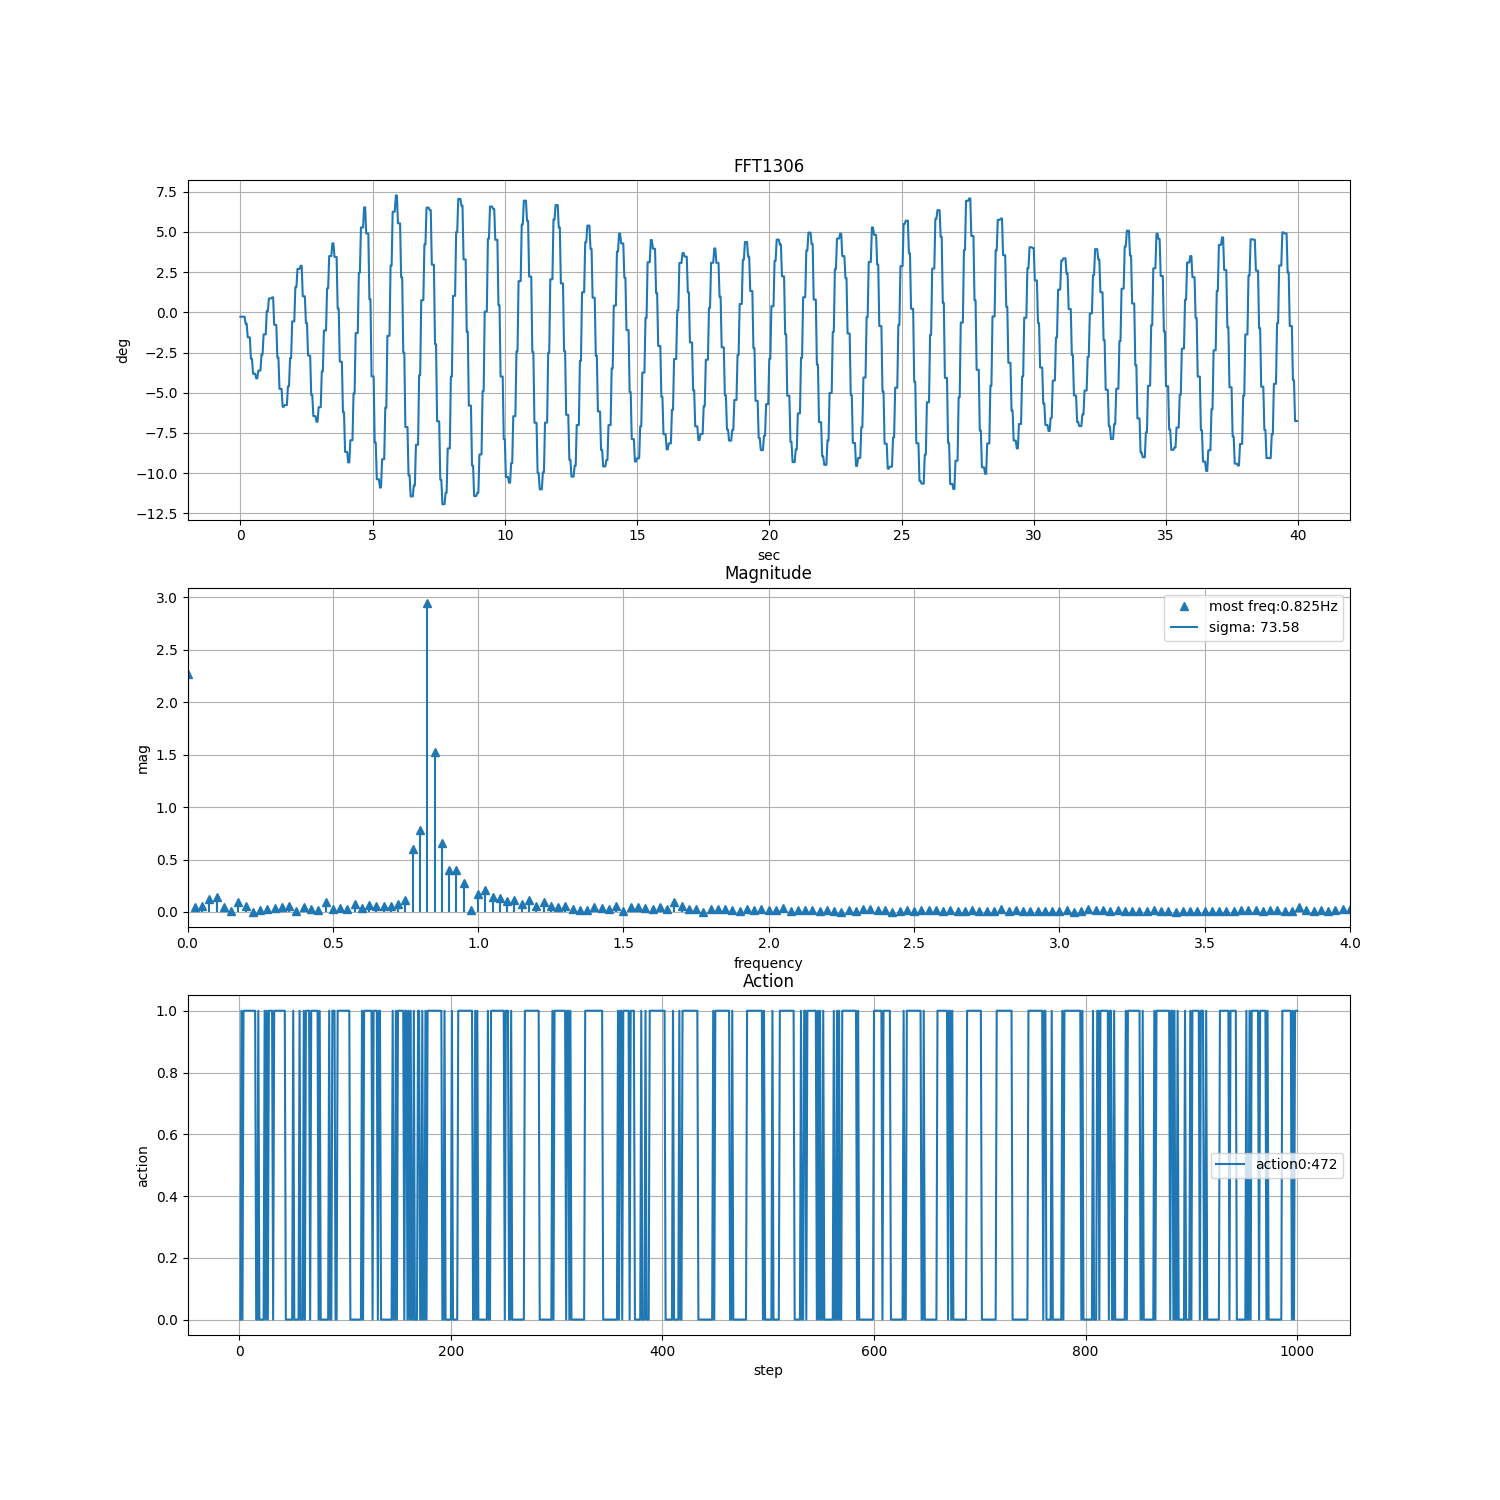 FFT1306
7.5
5.0
2.5
0.0
−2.5
−5.0
−7.5
−10.0
−12.5
deg
0 5 10 15 20 25 30 35 40
sec
Magnitude
3.0
2.5
2.0
1.5
1.0
0.5
0.0
mag
most freq:0.825Hz
sigma: 73.58
0.0 0.5 1.0 1.5 2.0 2.5 3.0 3.5 4.0
frequency
Action
1.0
0.8
0.6
0.4
0.2
0.0
action
action0:472
0 200 400 600 800 1000
step